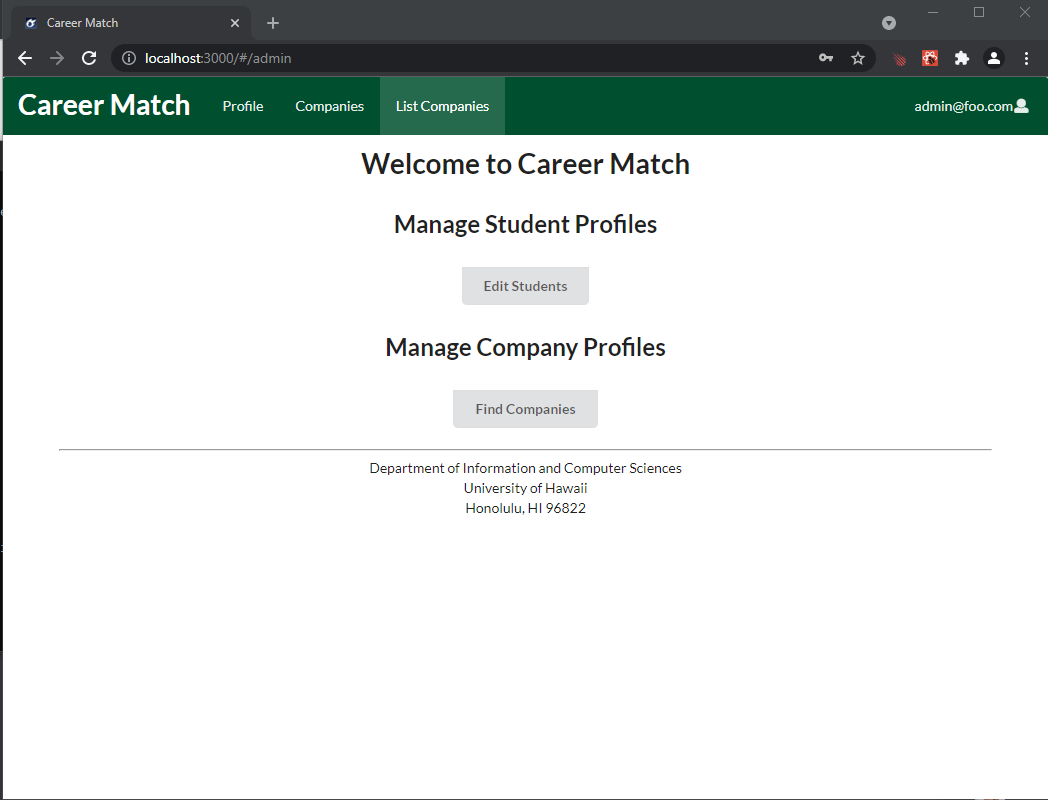 Career Match
localhost:3000/#/admin
Career Match Profile Companies List Companies admin@foo.com
Welcome to Career Match
Manage Student Profiles
Edit Students
Manage Company Profiles
Find Companies
Department of Information and Computer Sciences
University of Hawaii
Honolulu, HI 96822